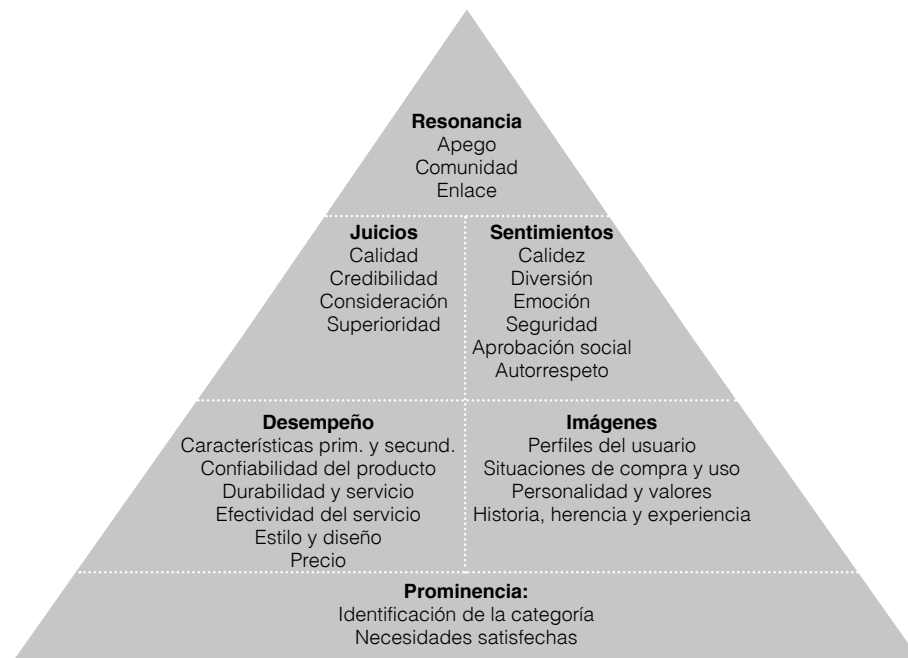 Resonancia
Apego
Comunidad
Enlace
Juicios
Calidad
Credibilidad
Consideración
Superioridad
Sentimientos
Calidez
Diversión
Emoción
Seguridad
Aprobación social
Autorrespeto
Desempeño
Características prim. y secund.
Confiabilidad del producto
Durabilidad y servicio
Efectividad del servicio
Estilo y diseño
Precio
Imágenes
Perfiles del usuario
Situaciones de compra y uso
Personalidad y valores
Historia, herencia y experiencia
Prominencia:
Identificación de la categoría
Necesidades satisfechas